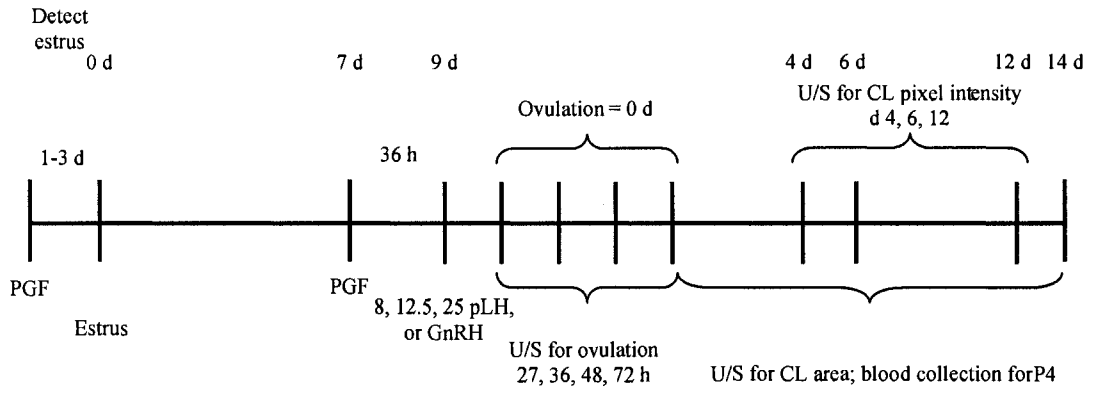 Detect
estrus
0 d
7 d
9 d
4 d
6 d
12 d
14 d
U/S for CL pixel intensity
d 4, 6, 12
Ovulation = 0 d
1-3 d
36 h
PGF
PGF
8, 12.5, 25 pLH,
or GnRH
Estrus
U/S for ovulation
27, 36, 48, 72 h
U/S for CL area; blood collection forP4